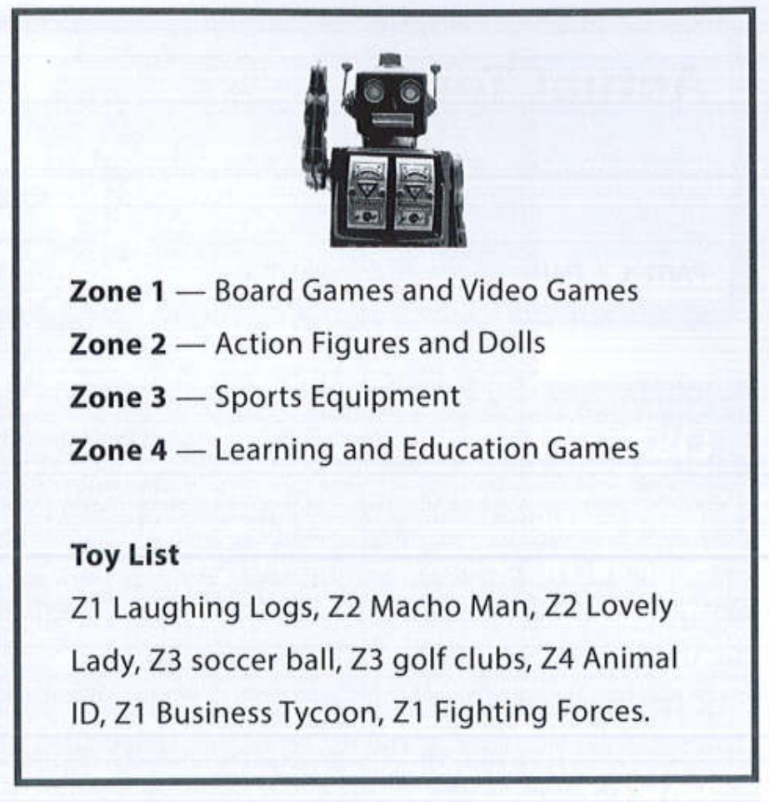 Zone 1 — Board Games and Video Games
Zone 2 — Action Figures and Dolls
Zone 3 — Sports Equipment
Zone 4 — Learning and Education Games
Toy List
Z1 Laughing Logs, Z2 Macho Man, Z2 Lovely
Lady, Z3 soccer ball, Z3 golf clubs, Z4 Animal
ID, Z1 Business Tycoon, Z1 Fighting Forces.